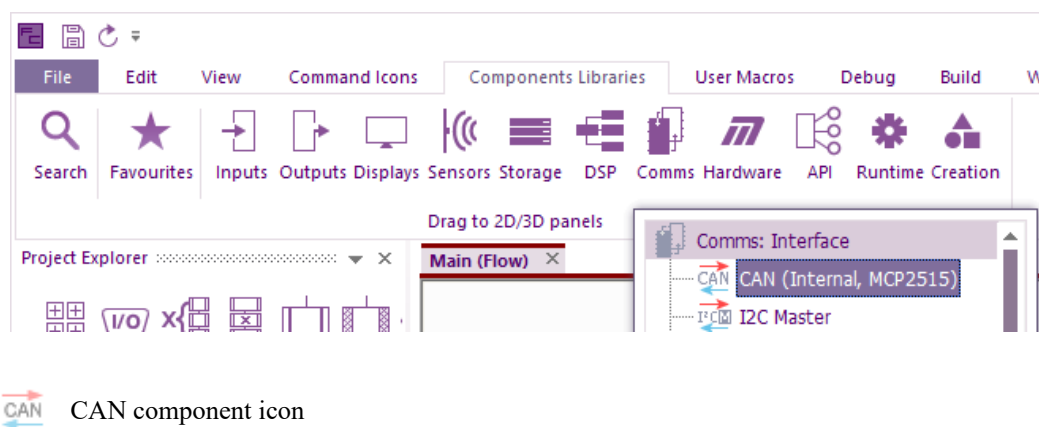 FC
File Edit View Command Icons Components Libraries User Macros Debug Build
Search Favourites Inputs Outputs Displays Sensors Storage DSP Comms Hardware API Runtime Creation
Drag to 2D/3D panels
Comms: Interface
Project Explorer
Main (Flow)
CAN CAN (Internal, MCP2515)
I/O X
I²C M I2C Master
CAN CAN component icon